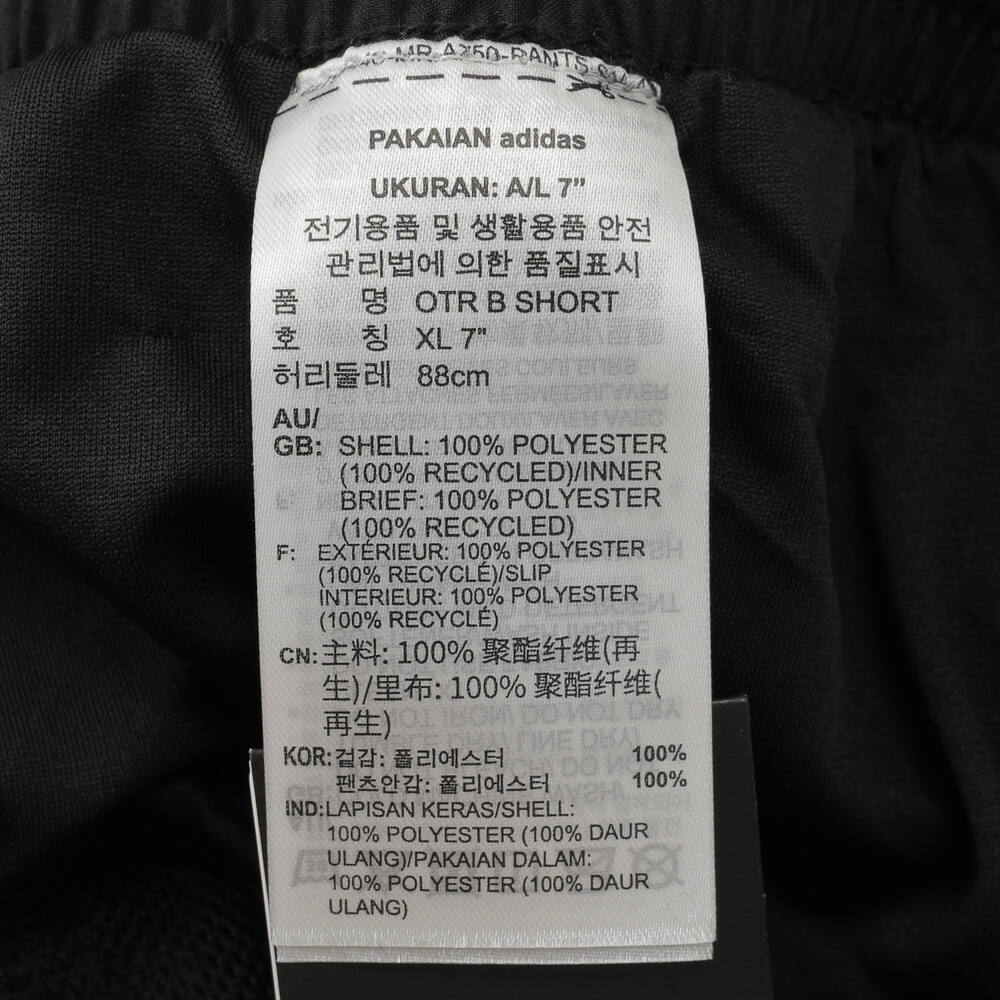 A350-PANTS
PAKAIAN adidas
UKURAN: A/L 7”
전기용품 및 생활용품 안전
관리법에 의한 품질표시
품 명 OTR B SHORT
호 칭 XL 7”
허리둘레 88cm
AU/
GB: SHELL: 100% POLYESTER
(100% RECYCLED)/INNER
BRIEF: 100% POLYESTER
(100% RECYCLED)
F: EXTÉRIEUR: 100% POLYESTER
(100% RECYCLÉ)/SLIP
INTERIEUR: 100% POLYESTER
(100% RECYCLÉ)
CN: 主料: 100% 聚酯纤维(再
生)/里布: 100% 聚酯纤维(
再生)
KOR: 겉감: 폴리에스터 100%
팬츠안감: 폴리에스터 100%
IND: LAPISAN KERAS/SHELL:
100% POLYESTER (100% DAUR
ULANG)/PAKAIAN DALAM:
100% POLYESTER (100% DAUR
ULANG)